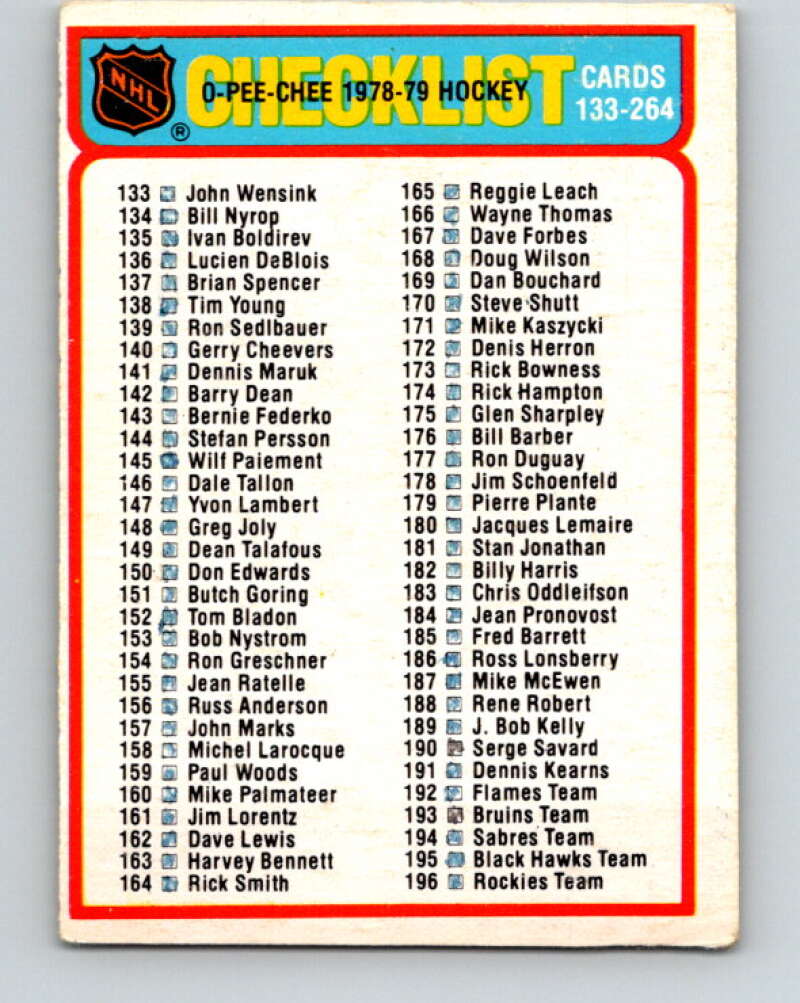 NHL
®
CHECKLIST
O-PEE-CHEE 1978-79 HOCKEY
CARDS
133-264
133 John Wensink
134 Bill Nyrop
135 Ivan Boldirev
136 Lucien DeBlois
137 Brian Spencer
138 Tim Young
139 Ron Sedlbauer
140 Gerry Cheevers
141 Dennis Maruk
142 Barry Dean
143 Bernie Federko
144 Stefan Persson
145 Wilf Paiement
146 Dale Tallon
147 Yvon Lambert
148 Greg Joly
149 Dean Talafous
150 Don Edwards
151 Butch Goring
152 Tom Bladon
153 Bob Nystrom
154 Ron Greschner
155 Jean Ratelle
156 Russ Anderson
157 John Marks
158 Michel Larocque
159 Paul Woods
160 Mike Palmateer
161 Jim Lorentz
162 Dave Lewis
163 Harvey Bennett
164 Rick Smith
165 Reggie Leach
166 Wayne Thomas
167 Dave Forbes
168 Doug Wilson
169 Dan Bouchard
170 Steve Shutt
171 Mike Kaszycki
172 Denis Herron
173 Rick Bowness
174 Rick Hampton
175 Glen Sharpley
176 Bill Barber
177 Ron Duguay
178 Jim Schoenfeld
179 Pierre Plante
180 Jacques Lemaire
181 Stan Jonathan
182 Billy Harris
183 Chris Oddleifson
184 Jean Pronovost
185 Fred Barrett
186 Ross Lonsberry
187 Mike McEwen
188 Rene Robert
189 J. Bob Kelly
190 Serge Savard
191 Dennis Kearns
192 Flames Team
193 Bruins Team
194 Sabres Team
195 Black Hawks Team
196 Rockies Team